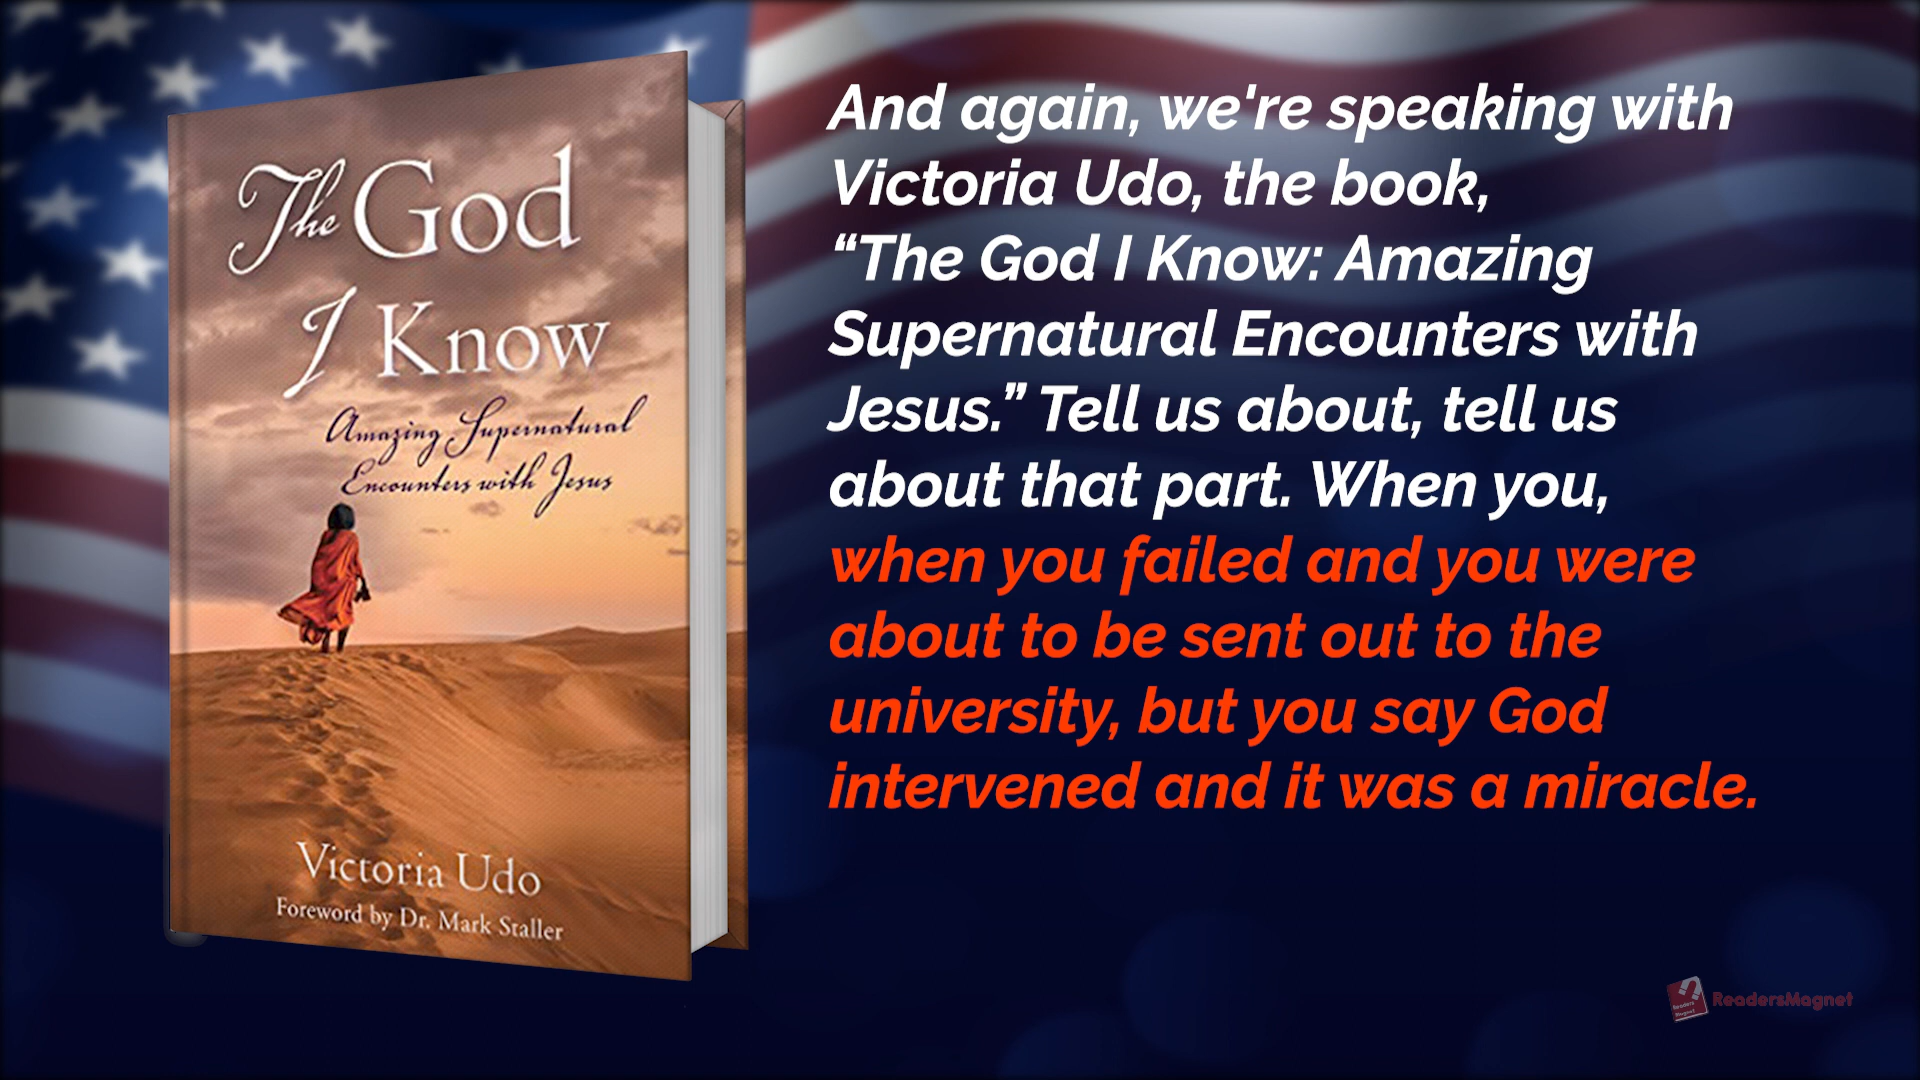 The God
I Know
Amazing Supernatural
Encounters with Jesus
Victoria Udo
Foreword by Dr. Mark Staller
And again, we're speaking with
Victoria Udo, the book,
“The God I Know: Amazing
Supernatural Encounters with
Jesus.” Tell us about, tell us
about that part. When you,
when you failed and you were
about to be sent out to the
university, but you say God
intervened and it was a miracle.
Readers
Magnet
ReadersMagnet